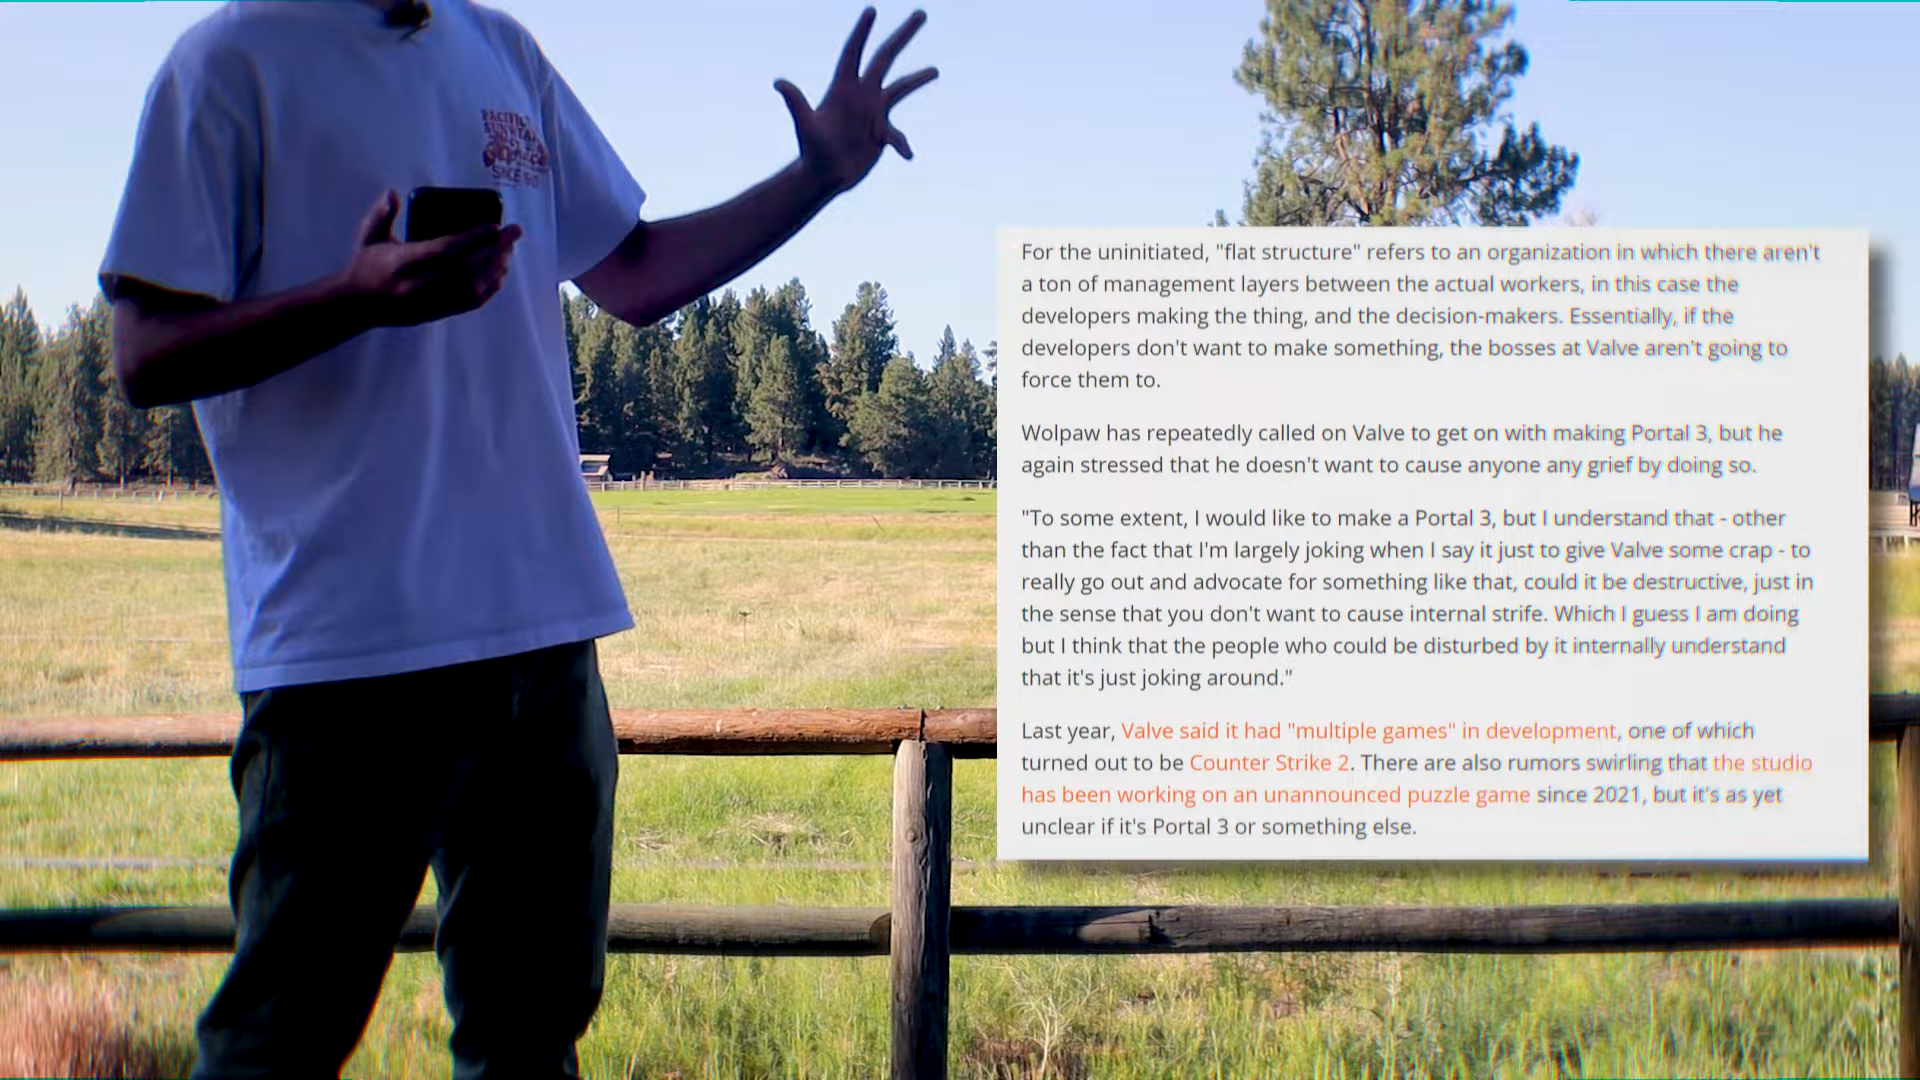 PACIFIC
SUNWEAR
SINCE
For the uninitiated, "flat structure" refers to an organization in which there aren't
a ton of management layers between the actual workers, in this case the
developers making the thing, and the decision-makers. Essentially, if the
developers don't want to make something, the bosses at Valve aren't going to
force them to.
Wolpaw has repeatedly called on Valve to get on with making Portal 3, but he
again stressed that he doesn't want to cause anyone any grief by doing so.
"To some extent, I would like to make a Portal 3, but I understand that - other
than the fact that I'm largely joking when I say it just to give Valve some crap - to
really go out and advocate for something like that, could it be destructive, just in
the sense that you don't want to cause internal strife. Which I guess I am doing
but I think that the people who could be disturbed by it internally understand
that it's just joking around."
Last year, Valve said it had "multiple games" in development, one of which
turned out to be Counter Strike 2. There are also rumors swirling that the studio
has been working on an unannounced puzzle game since 2021, but it's as yet
unclear if it's Portal 3 or something else.